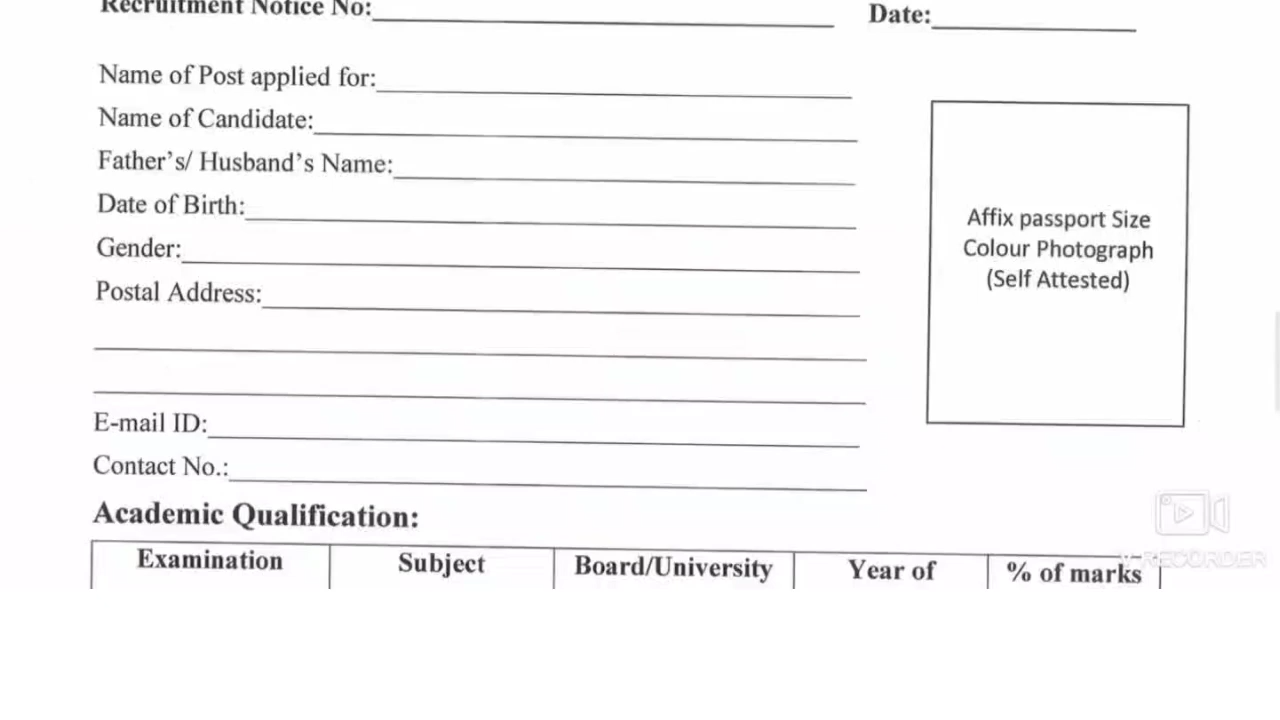 Recruitment Notice No: Date:
Name of Post applied for:
Name of Candidate:
Father's/ Husband's Name:
Date of Birth:
Gender:
Postal Address:
Affix passport Size
Colour Photograph
(Self Attested)
E-mail ID:
Contact No.:
Academic Qualification:
Examination Subject Board/University Year of % of marks
V RECORDER